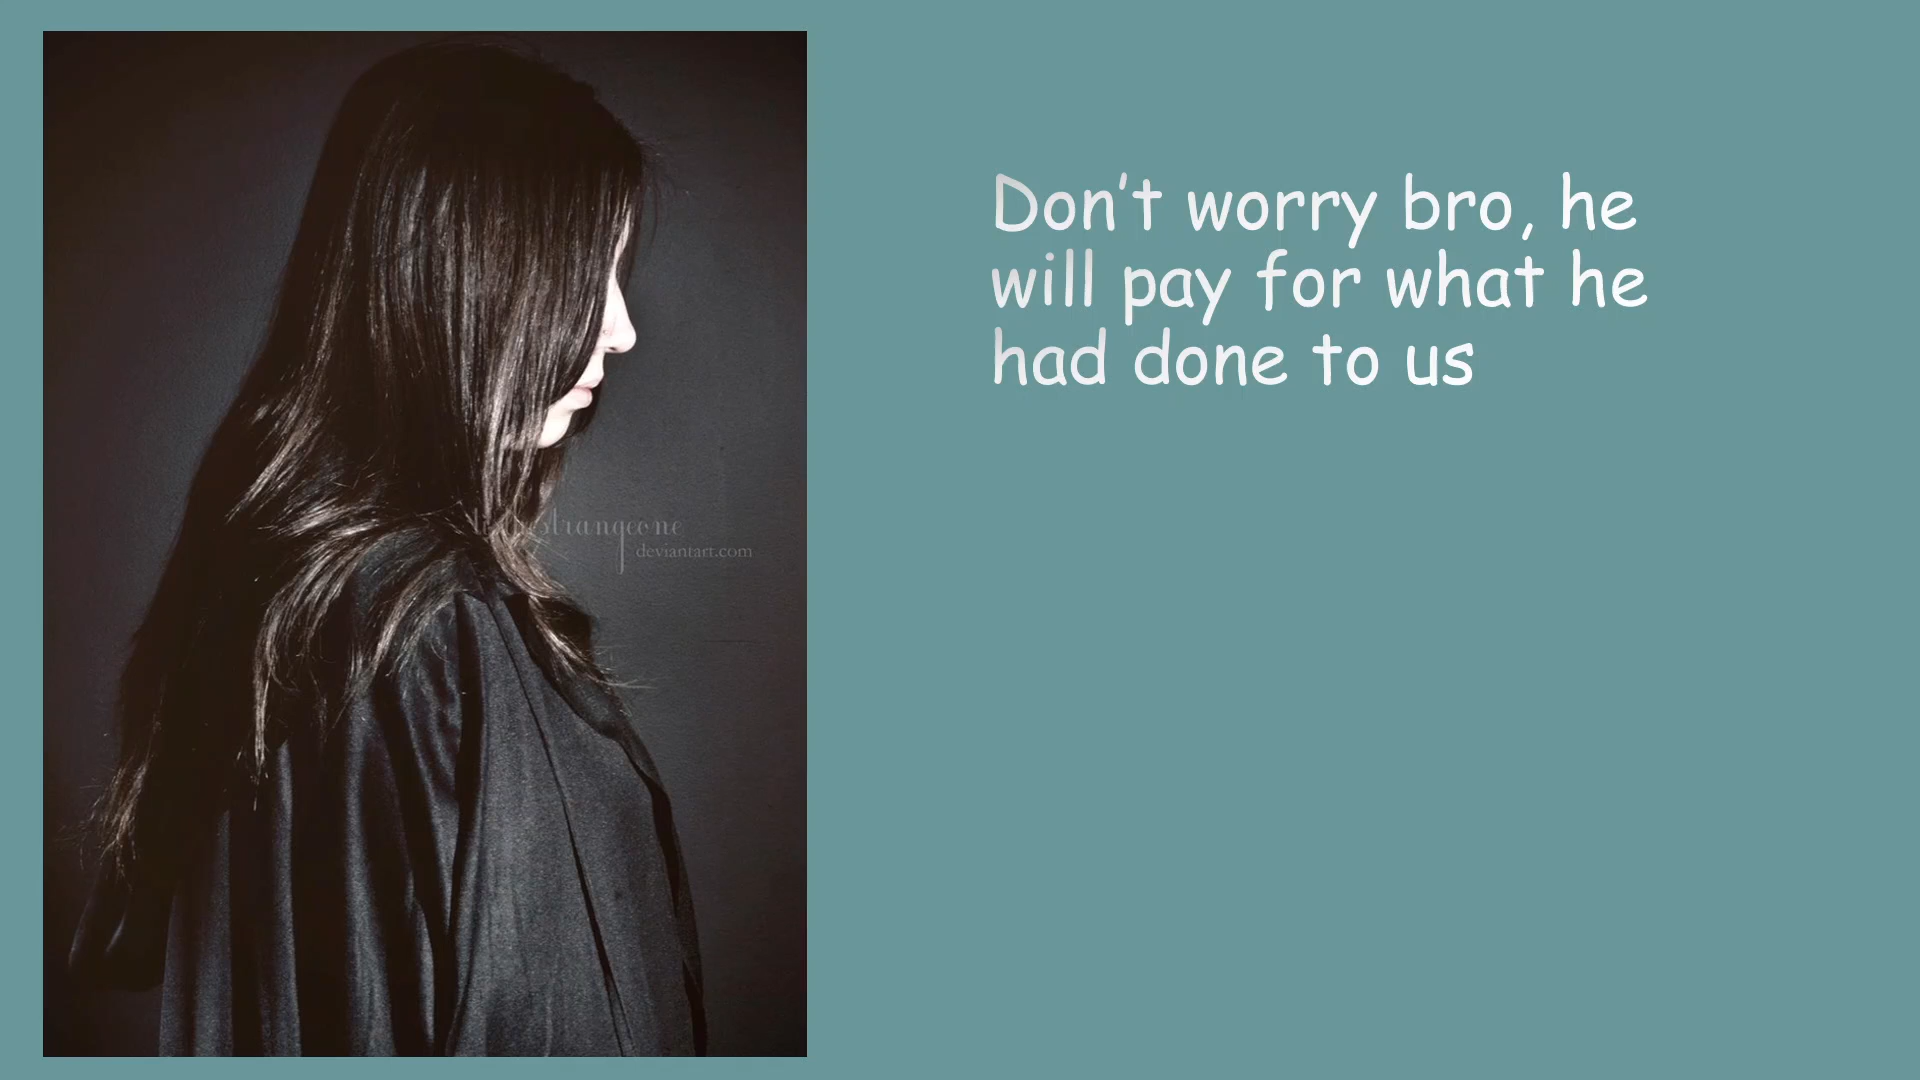 Don't worry bro, he
will pay for what he
had done to us
deviantart.com